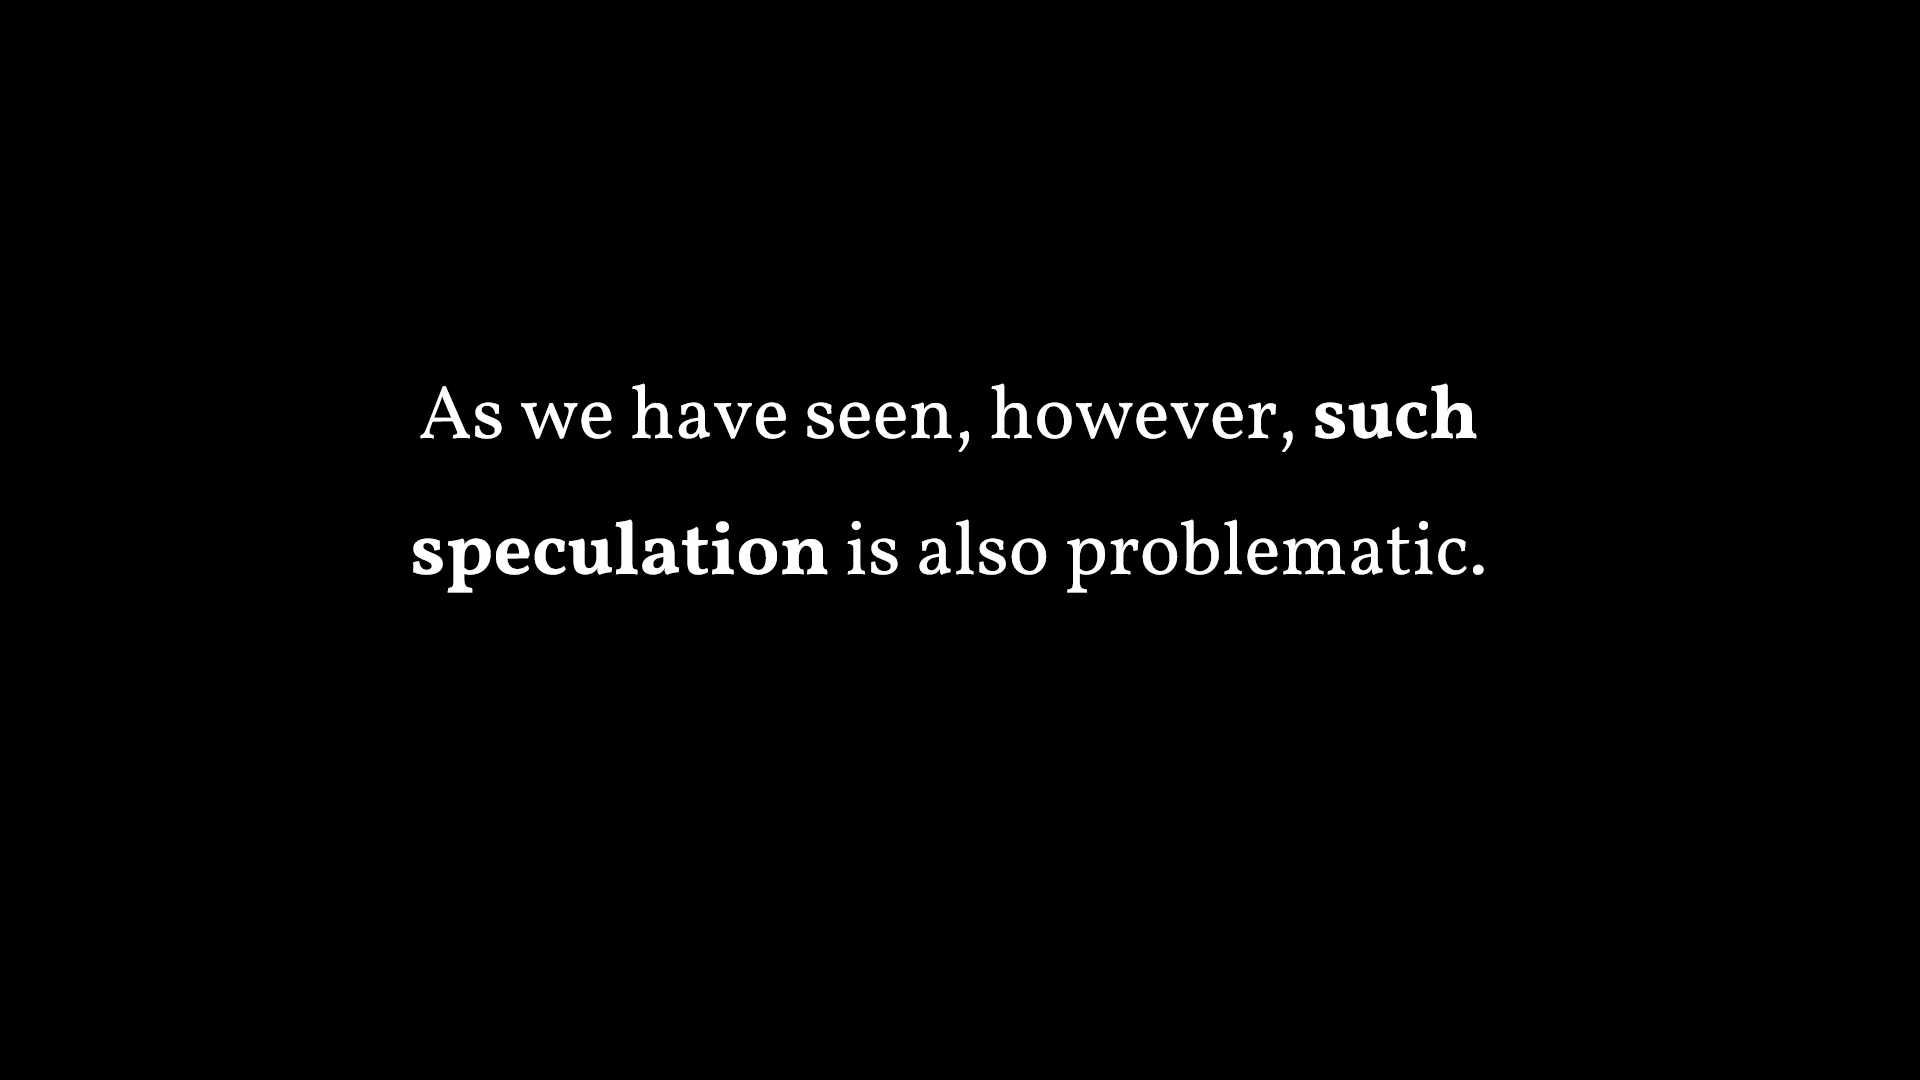 As we have seen, however, such
speculation is also problematic.